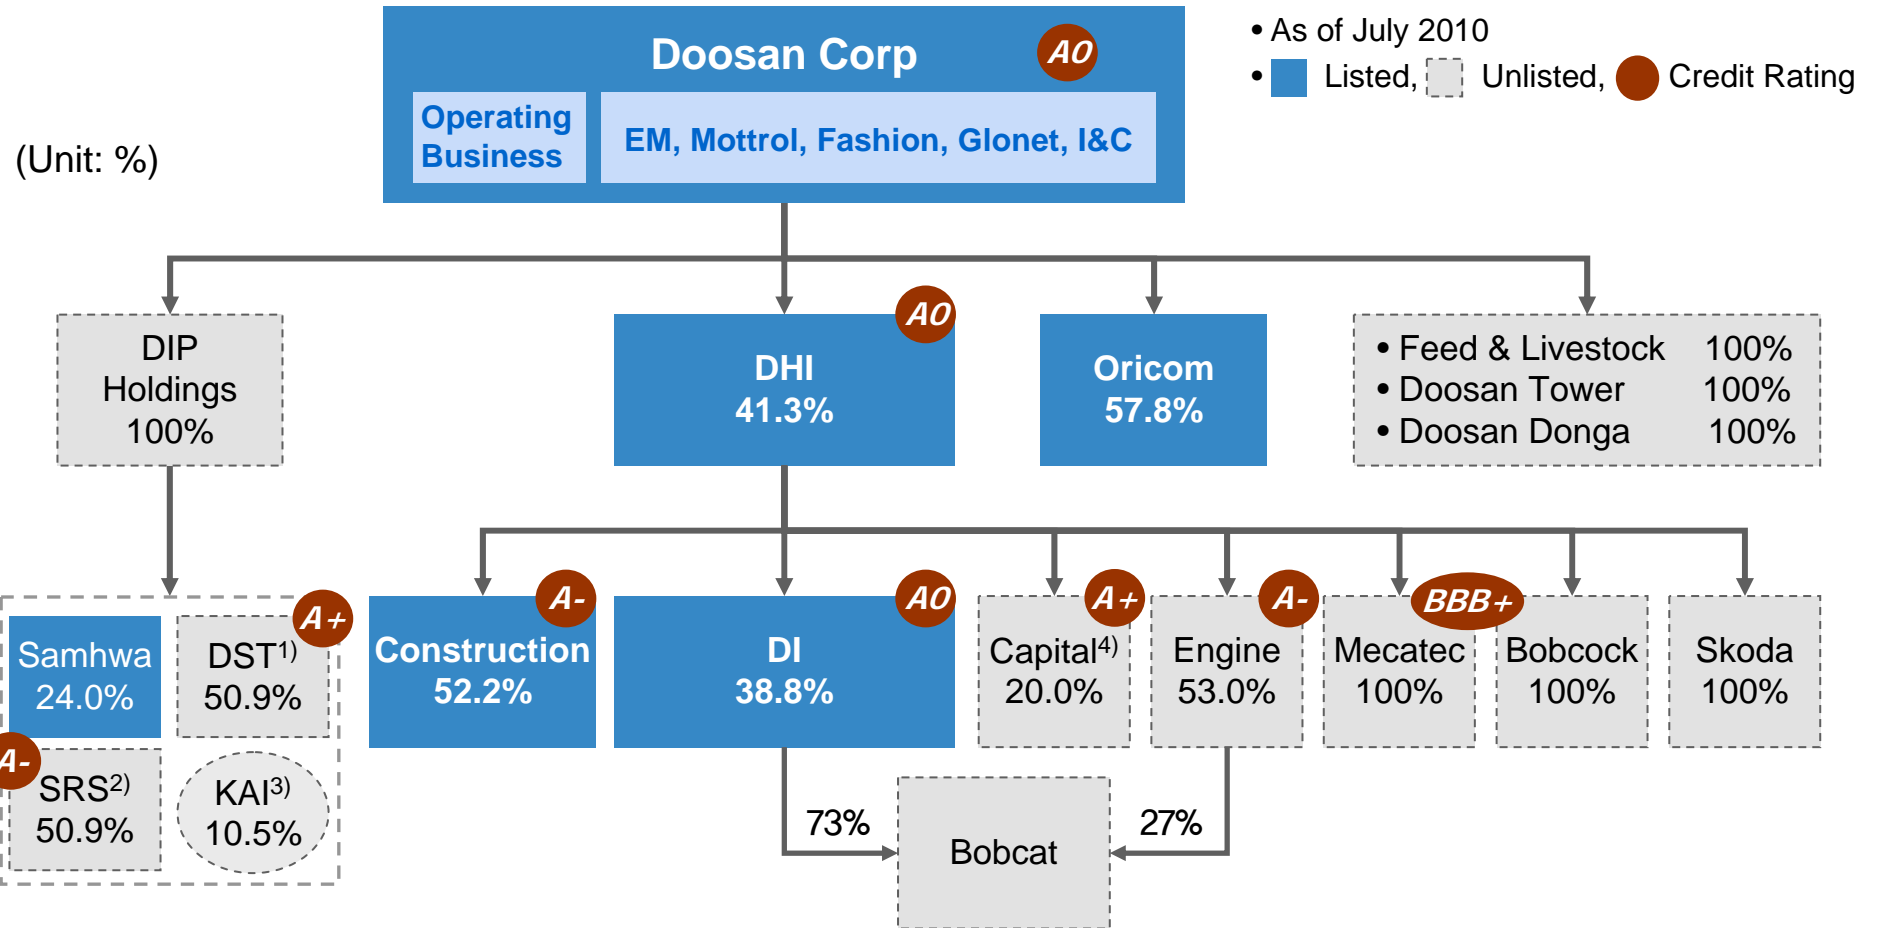 Doosan Corp
A0
• As of July 2010
• Listed, Unlisted, Credit Rating
Operating
Business
EM, Mottrol, Fashion, Glonet, I&C
(Unit: %)
DIP
Holdings
100%
A0
DHI
41.3%
Oricom
57.8%
• Feed & Livestock 100%
• Doosan Tower 100%
• Doosan Donga 100%
Samhwa
24.0%
A+
DST1)
50.9%
A-
SRS2)
50.9%
KAI3)
10.5%
A-
Construction
52.2%
A0
DI
38.8%
A+
Capital4)
20.0%
A-
Engine
53.0%
BBB+
Mecatec
100%
Bobcock
100%
Skoda
100%
73%
Bobcat
27%